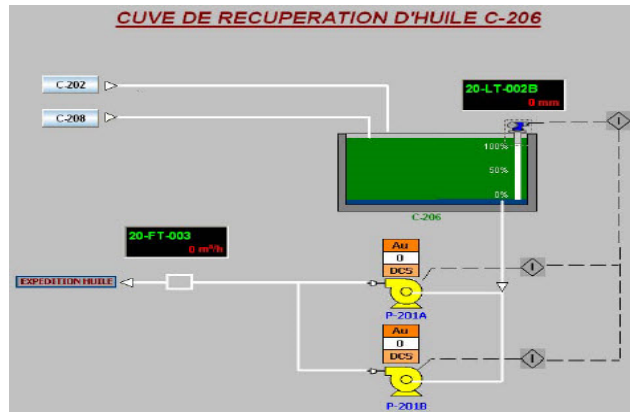 CUVE DE RECUPERATION D'HUILE C-206
C-202
20-LT-002B
0 mm
C-208
I
100%
50%
0%
C-206
20-FT-003
0 m³/h
Au
0
DCS
I
EXPEDITION HUILE
P-201A
Au
0
DCS
I
P-201B